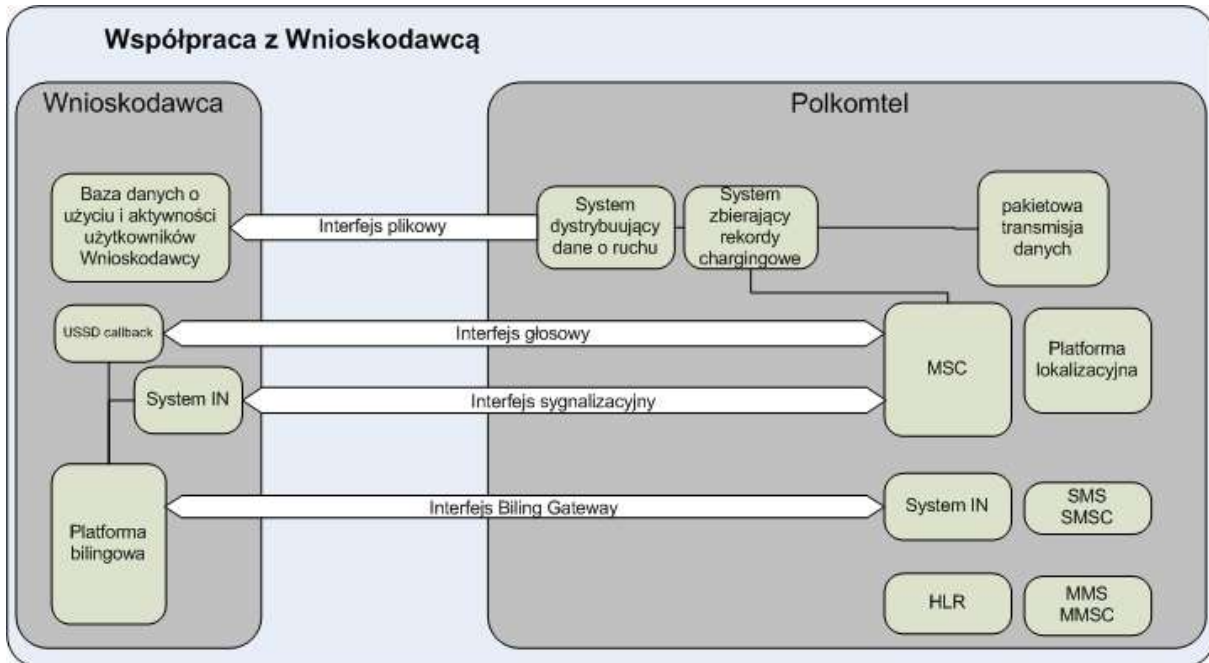 Współpraca z Wnioskodawcą
Wnioskodawca
Polkomtel
Baza danych o
użyciu i aktywności
użytkowników
Wnioskodawcy
Interfejs plikowy
System
dystrybuujący
dane o ruchu
System
zbierający
rekordy
chargingowe
pakietowa
transmisja
danych
USSD callback
Interfejs głosowy
MSC
Platforma
lokalizacyjna
System IN
Interfejs sygnalizacyjny
Platforma
bilingowa
Interfejs Biling Gateway
System IN
SMS
SMSC
HLR
MMS
MMSC